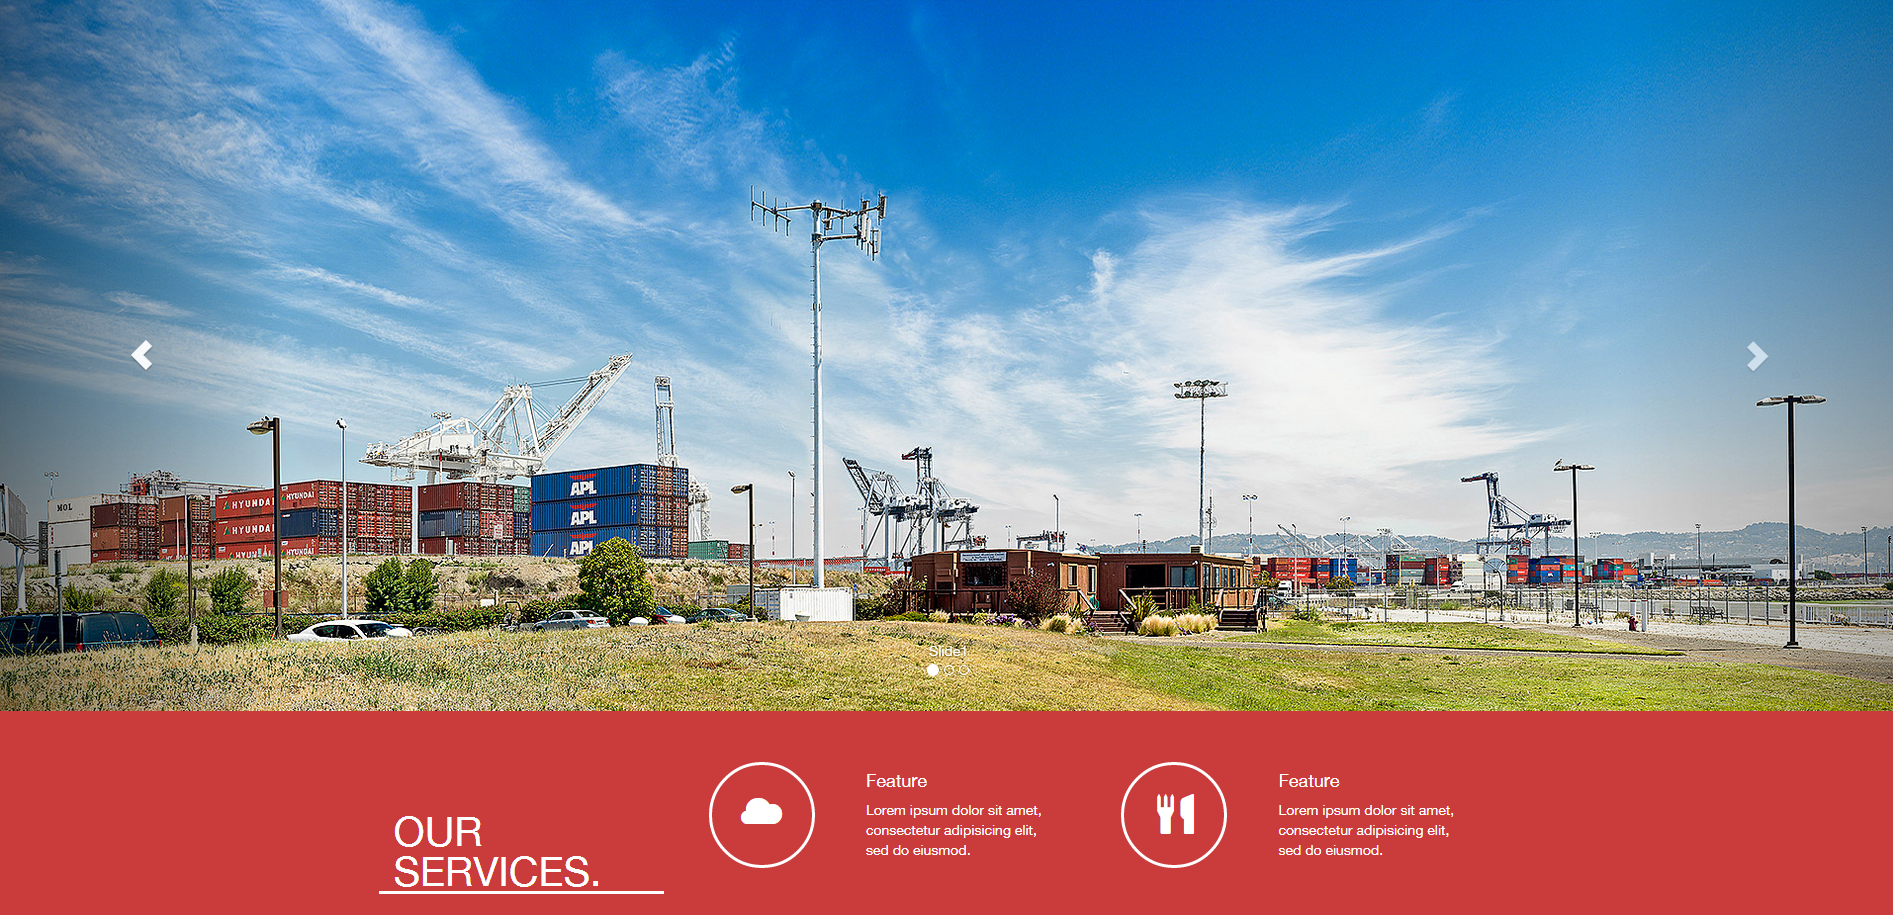 MOL
HYUNDAI
HYUNDAI
HYUNDAI
HYUNDAI
HYUNDAI
APL
APL
APL
Slide1
OUR
SERVICES.
Feature
Lorem ipsum dolor sit amet,
consectetur adipisicing elit,
sed do eiusmod.
Feature
Lorem ipsum dolor sit amet,
consectetur adipisicing elit,
sed do eiusmod.